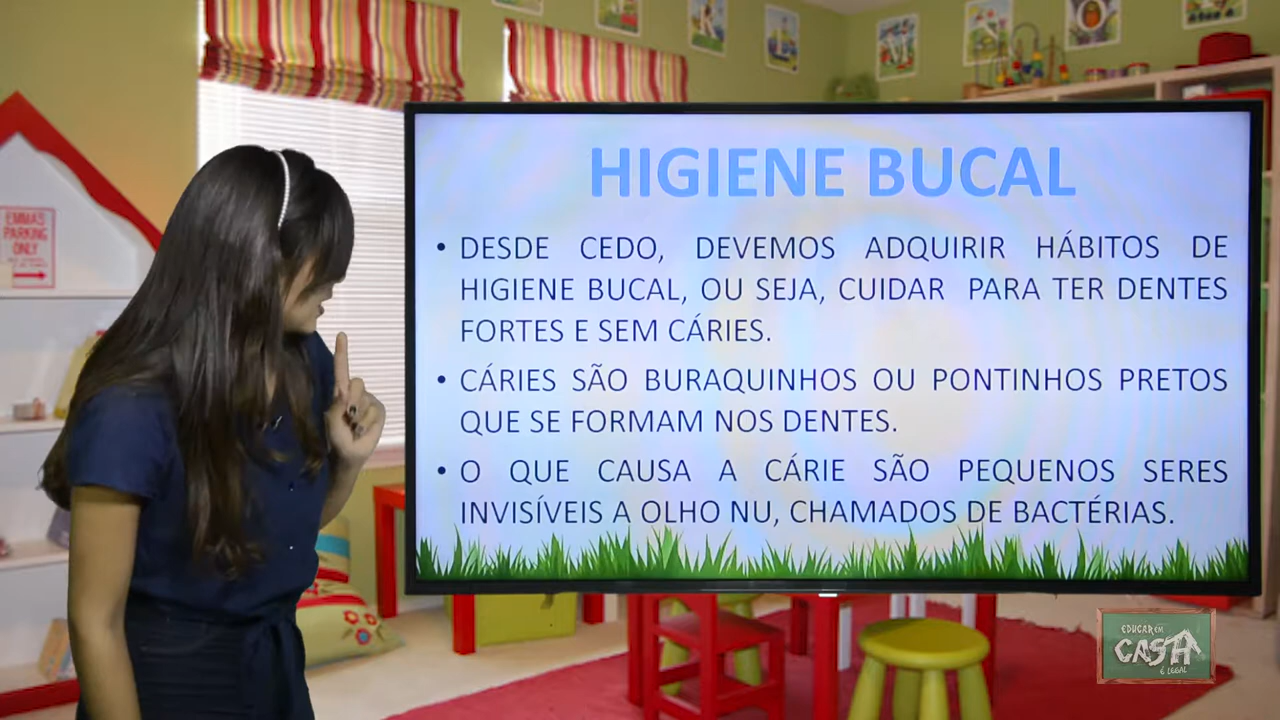 EMMAS
PARKING
ONLY
HIGIENE BUCAL
• DESDE CEDO, DEVEMOS ADQUIRIR HÁBITOS DE
HIGIENE BUCAL, OU SEJA, CUIDAR PARA TER DENTES
FORTES E SEM CÁRIES.
• CÁRIES SÃO BURAQUINHOS OU PONTINHOS PRETOS
QUE SE FORMAM NOS DENTES.
• O QUE CAUSA A CÁRIE SÃO PEQUENOS SERES
INVISÍVEIS A OLHO NU, CHAMADOS DE BACTÉRIAS.
EDUCAR EM
CASA
É LEGAL